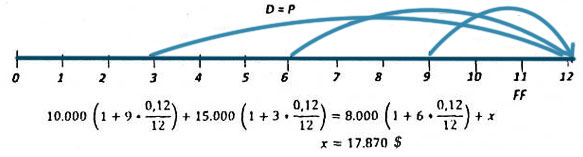 D = P
0 1 2 3 4 5 6 7 8 9 10 11 12
FF
10.000 (1 + 9 • 0,12/12) + 15.000 (1 + 3 • 0,12/12) = 8.000 (1 + 6 • 0,12/12) + x
x = 17.870 $